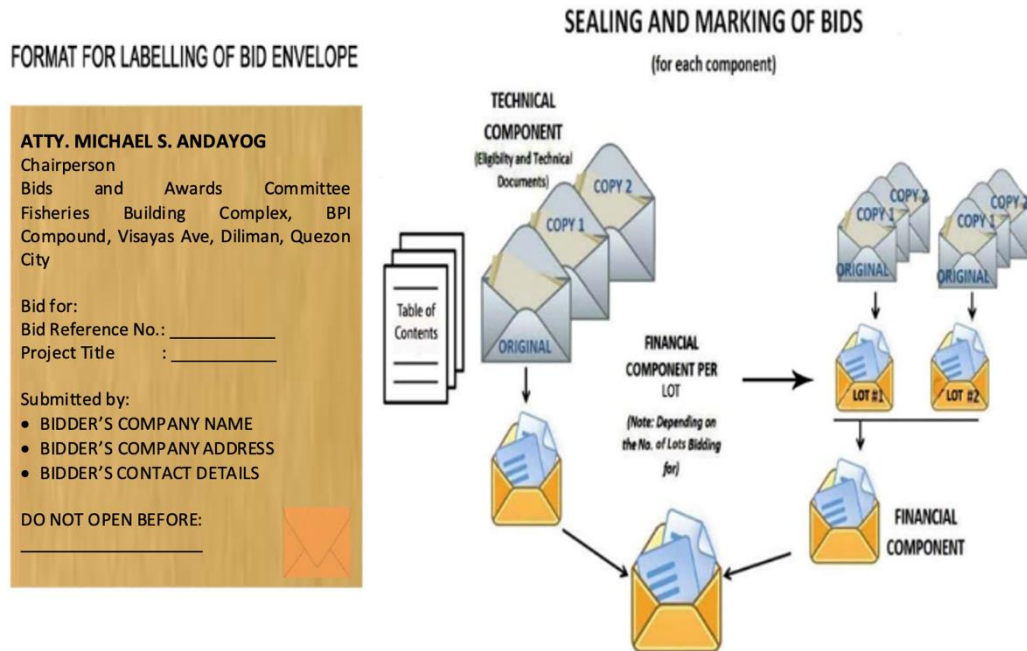 FORMAT FOR LABELLING OF BID ENVELOPE
ATTY. MICHAEL S. ANDAYOG
Chairperson
Bids and Awards Committee
Fisheries Building Complex, BPI
Compound, Visayas Ave, Diliman, Quezon
City
Bid for:
Bid Reference No.: ___________
Project Title : ___________
Submitted by:
• BIDDER'S COMPANY NAME
• BIDDER'S COMPANY ADDRESS
• BIDDER'S CONTACT DETAILS
DO NOT OPEN BEFORE:
___________________
SEALING AND MARKING OF BIDS
(for each component)
TECHNICAL
COMPONENT
(Eligibilty and Technical
Documents)
COPY 2
COPY 1
ORIGINAL
Table of
Contents
FINANCIAL
COMPONENT PER
LOT
(Note: Depending on
the No. of Lots Bidding
for)
COPY 2
COPY 1
ORIGINAL
COPY 2
COPY 1
ORIGINAL
LOT #1
LOT #2
FINANCIAL
COMPONENT